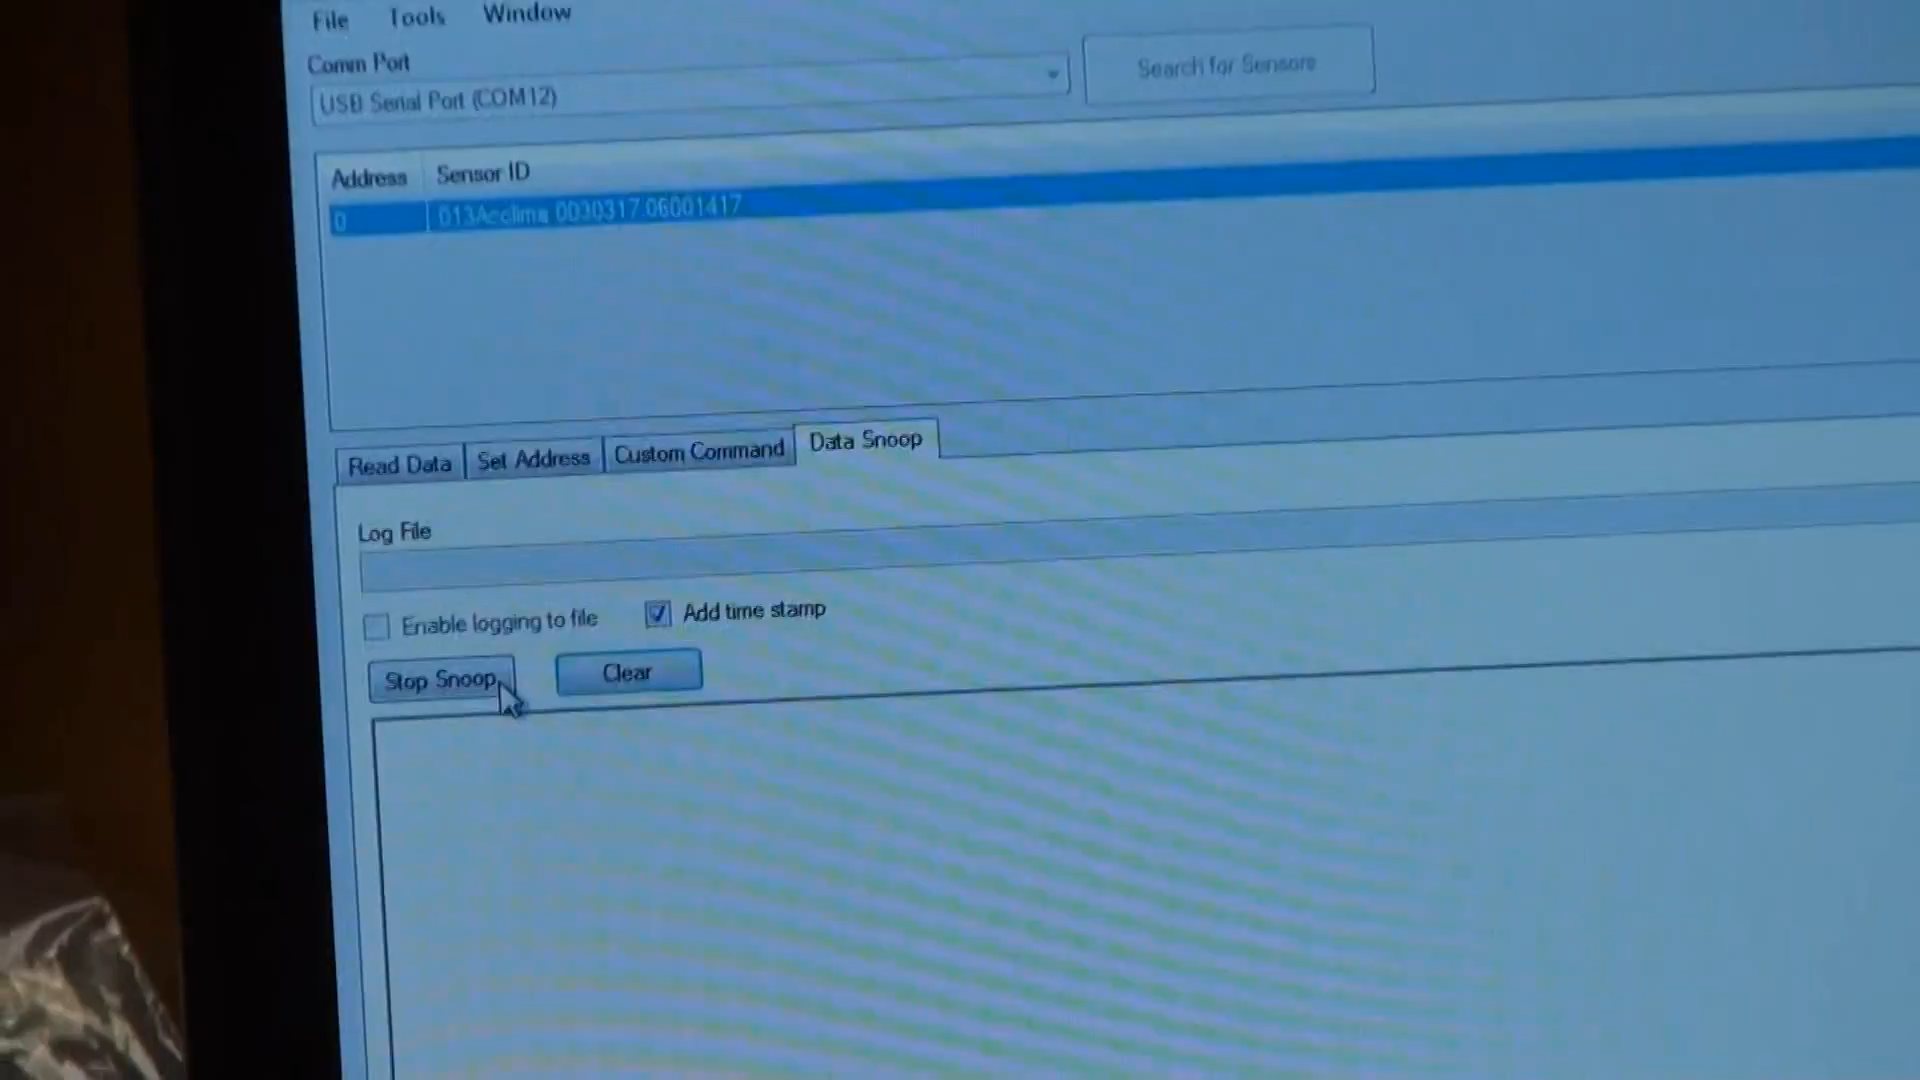 File Tools Window
Comm Port
USB Serial Port (COM12)
Search for Sensors
Address Sensor ID
0 013Acclima 0030317.06001417
Read Data Set Address Custom Command Data Snoop
Log File
Enable logging to file Add time stamp
Stop Snoop Clear